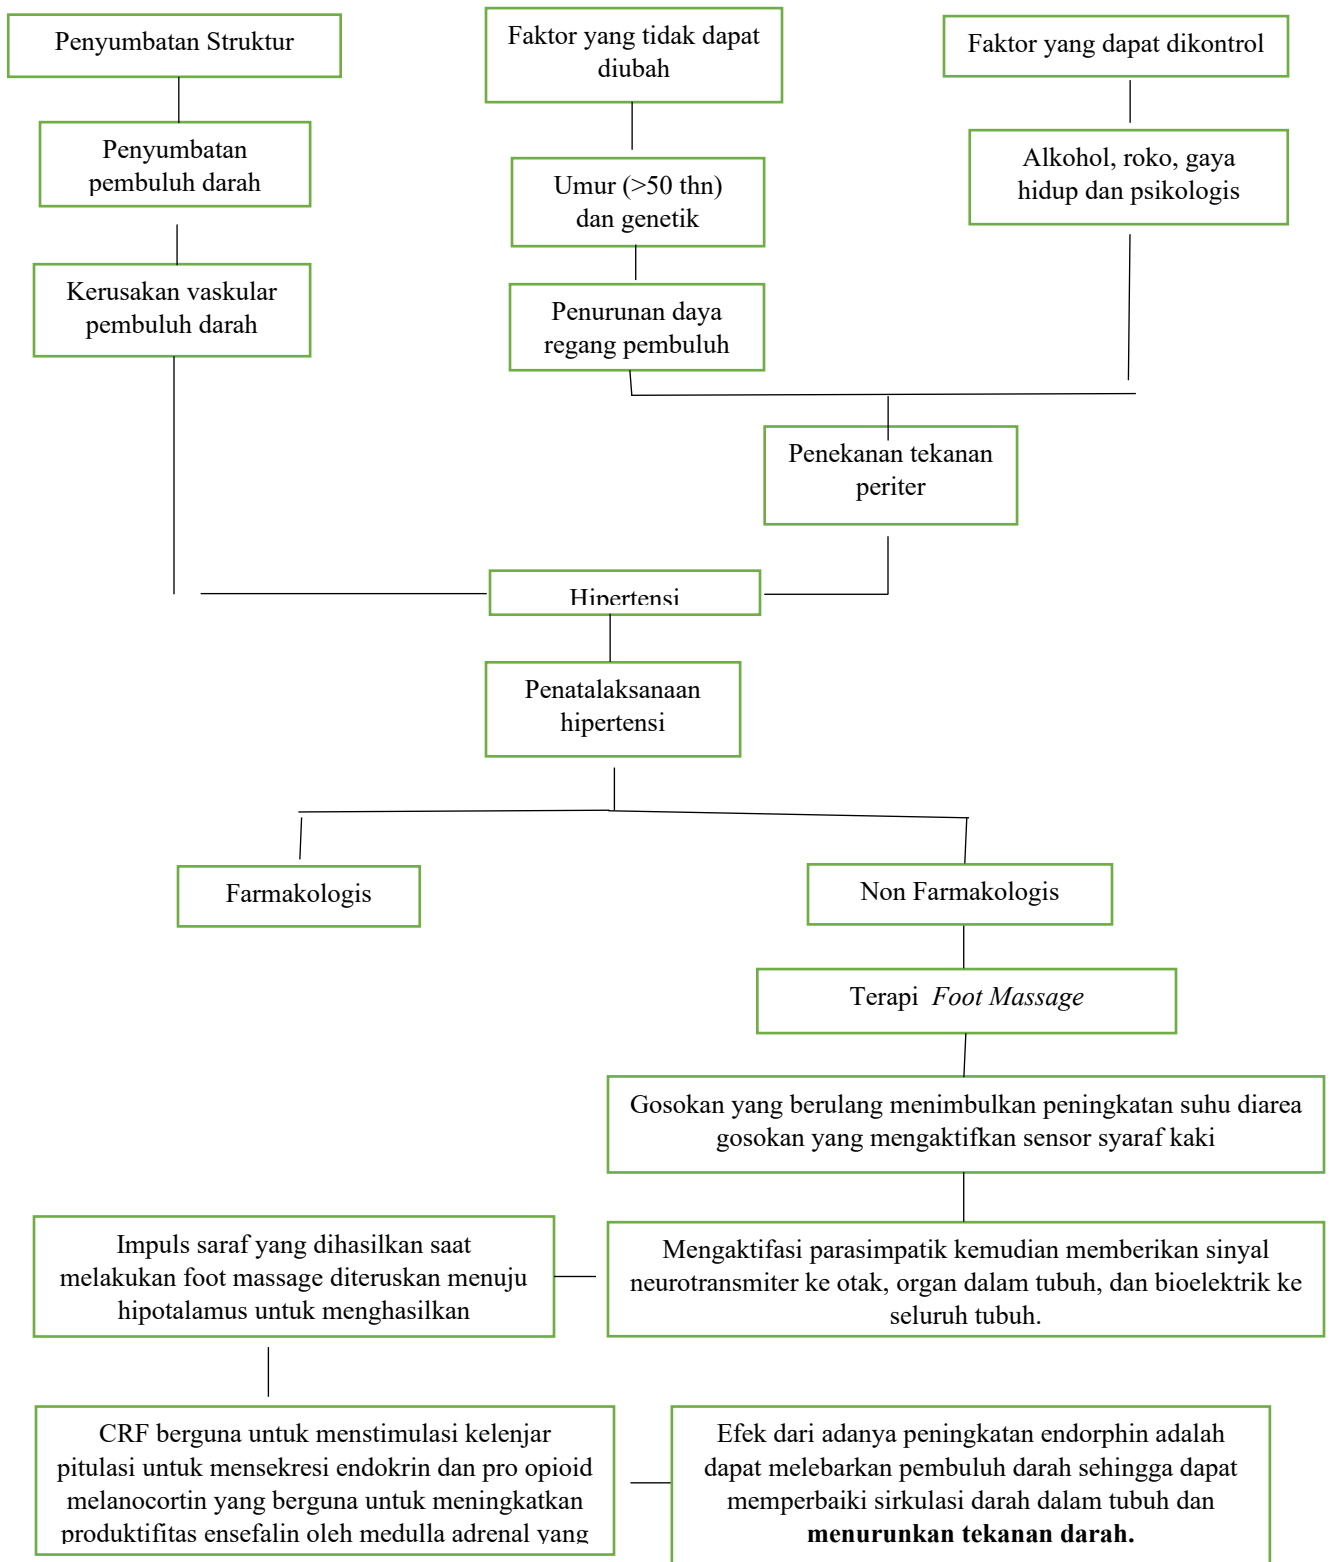 Penyumbatan Struktur
Faktor yang tidak dapat
diubah
Faktor yang dapat dikontrol
Penyumbatan
pembuluh darah
Umur (>50 thn)
dan genetik
Alkohol, roko, gaya
hidup dan psikologis
Kerusakan vaskular
pembuluh darah
Penurunan daya
regang pembuluh
Penekanan tekanan
periter
Hipertensi
Penatalaksanaan
hipertensi
Farmakologis
Non Farmakologis
Terapi Foot Massage
Gosokan yang berulang menimbulkan peningkatan suhu diarea
gosokan yang mengaktifkan sensor syaraf kaki
Mengaktifasi parasimpatik kemudian memberikan sinyal
neurotransmiter ke otak, organ dalam tubuh, dan bioelektrik ke
seluruh tubuh.
Impuls saraf yang dihasilkan saat
melakukan foot massage diteruskan menuju
hipotalamus untuk menghasilkan
CRF berguna untuk menstimulasi kelenjar
pitulasi untuk mensekresi endokrin dan pro opioid
melanocortin yang berguna untuk meningkatkan
produktifitas ensefalin oleh medulla adrenal yang
Efek dari adanya peningkatan endorphin adalah
dapat melebarkan pembuluh darah sehingga dapat
memperbaiki sirkulasi darah dalam tubuh dan
menurunkan tekanan darah.